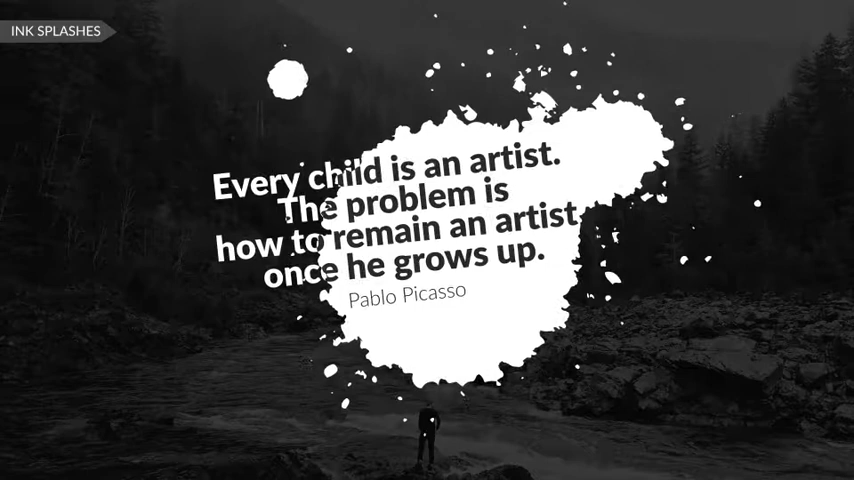 INK SPLASHES
Every child is an artist.
The problem is
how to remain an artist
once he grows up.
Pablo Picasso